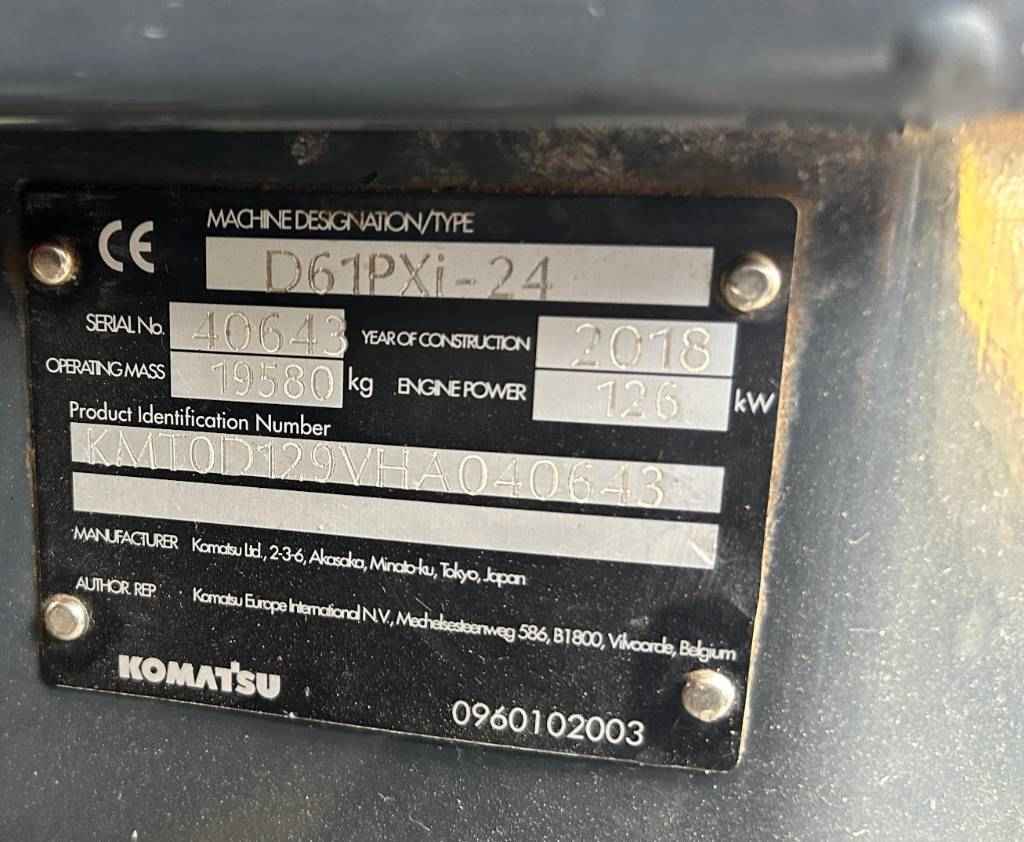 CE
MACHINE DESIGNATION/TYPE
D61PXi-24
SERIAL No. 40643 YEAR OF CONSTRUCTION 2018
OPERATING MASS 19580 kg ENGINE POWER 126 kW
Product Identification Number
KMT0D129VHA040643
MANUFACTURER Komatsu Ltd., 2-3-6, Akasaka, Minato-ku, Tokyo, Japan
AUTHOR. REP Komatsu Europe International N.V., Mechelsesteenweg 586, B1800, Vilvoorde, Belgium
KOMATSU
0960102003